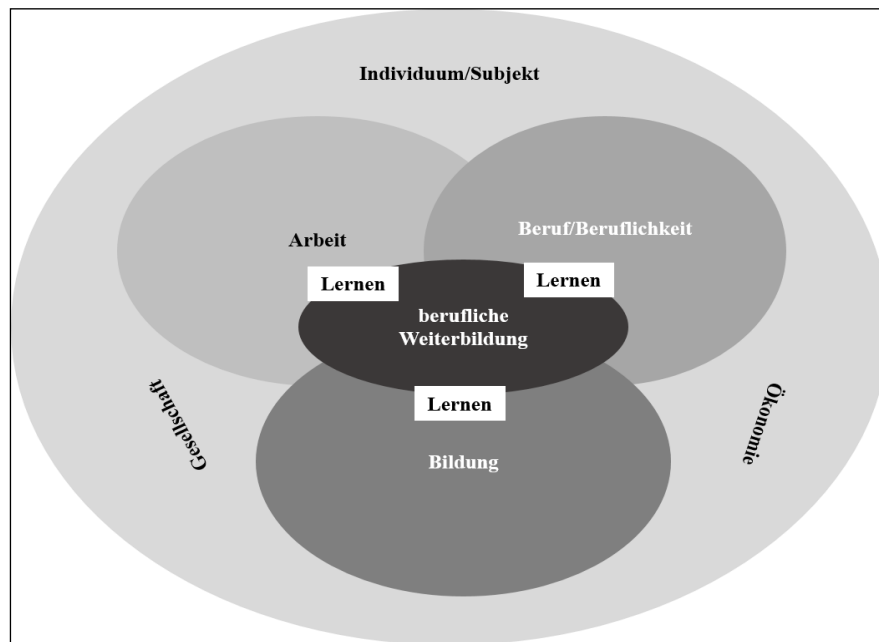 Individuum/Subjekt
Beruf/Beruflichkeit
Arbeit
Lernen
Lernen
berufliche
Weiterbildung
Lernen
Gesellschaft
Ökonomie
Bildung